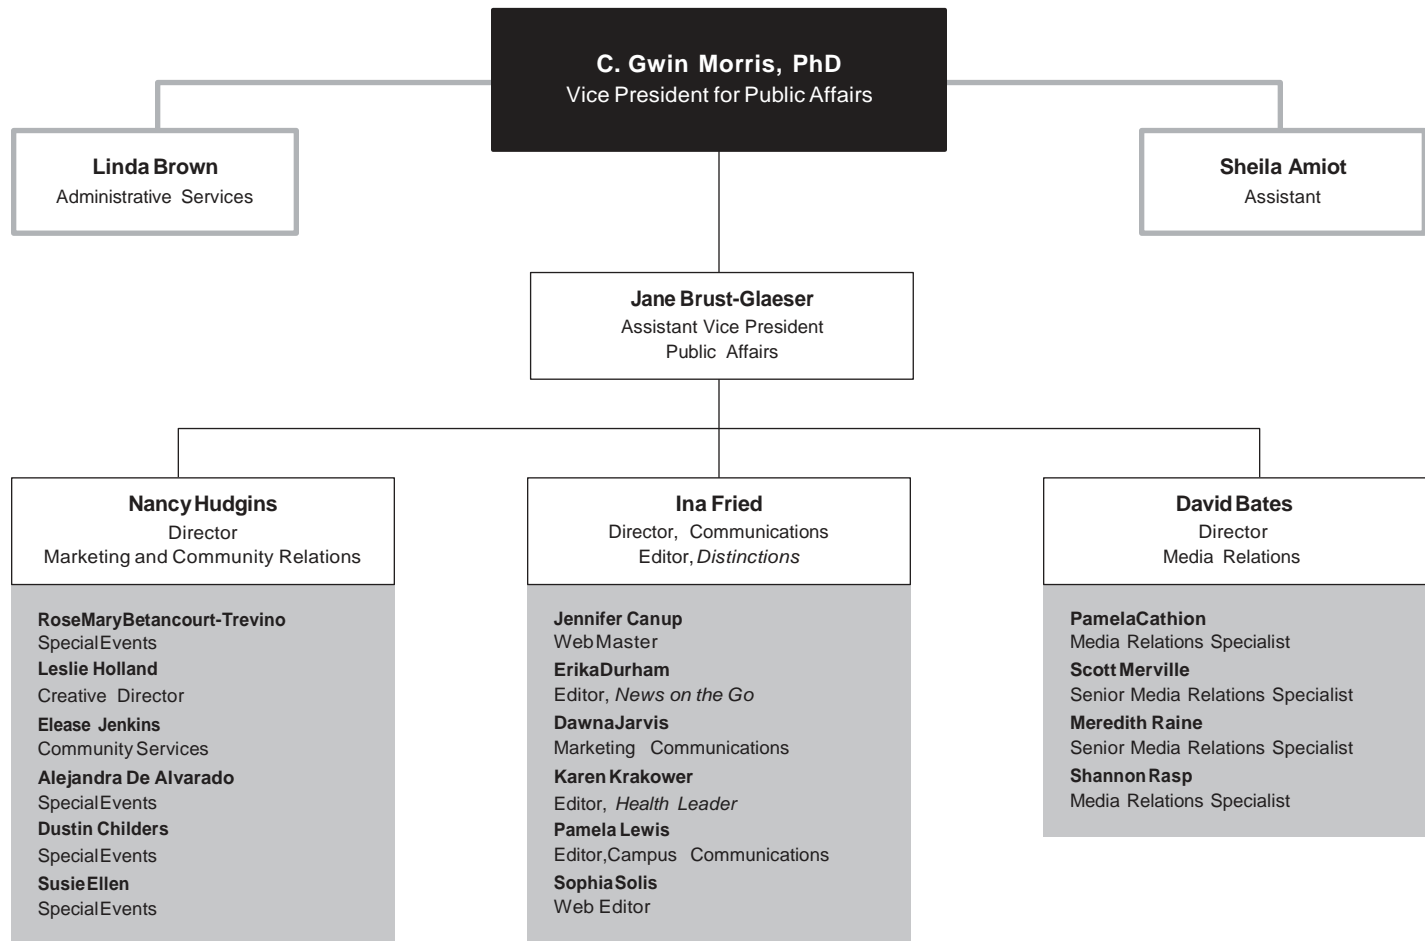 C. Gwin Morris, PhD
Vice President for Public Affairs
Linda Brown
Administrative Services
Sheila Amiot
Assistant
Jane Brust-Glaeser
Assistant Vice President
Public Affairs
Nancy Hudgins
Director
Marketing and Community Relations
Ina Fried
Director, Communications
Editor, Distinctions
David Bates
Director
Media Relations
RoseMary Betancourt-Trevino
Special Events
Leslie Holland
Creative Director
Elease Jenkins
Community Services
Alejandra De Alvarado
Special Events
Dustin Childers
Special Events
Susie Ellen
Special Events
Jennifer Canup
Web Master
Erika Durham
Editor, News on the Go
Dawna Jarvis
Marketing Communications
Karen Krakower
Editor, Health Leader
Pamela Lewis
Editor, Campus Communications
Sophia Solis
Web Editor
Pamela Cathion
Media Relations Specialist
Scott Merville
Senior Media Relations Specialist
Meredith Raine
Senior Media Relations Specialist
Shannon Rasp
Media Relations Specialist